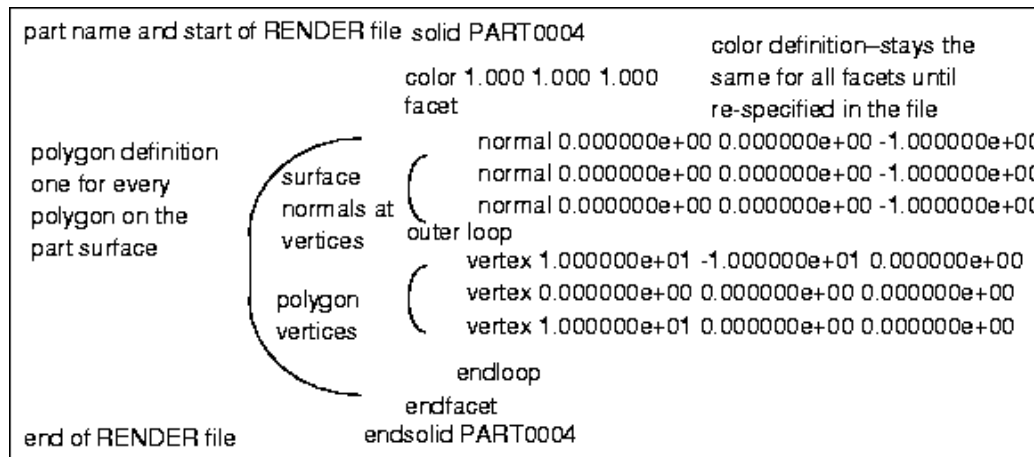 part name and start of RENDER file solid PART0004
color definition–stays the
same for all facets until
re-specified in the file
color 1.000 1.000 1.000
facet
polygon definition
one for every
polygon on the
part surface
surface
normals at
vertices
normal 0.000000e+00 0.000000e+00 -1.000000e+00
normal 0.000000e+00 0.000000e+00 -1.000000e+00
normal 0.000000e+00 0.000000e+00 -1.000000e+00
outer loop
polygon
vertices
vertex 1.000000e+01 -1.000000e+01 0.000000e+00
vertex 0.000000e+00 0.000000e+00 0.000000e+00
vertex 1.000000e+01 0.000000e+00 0.000000e+00
endloop
endfacet
end of RENDER file endsolid PART0004